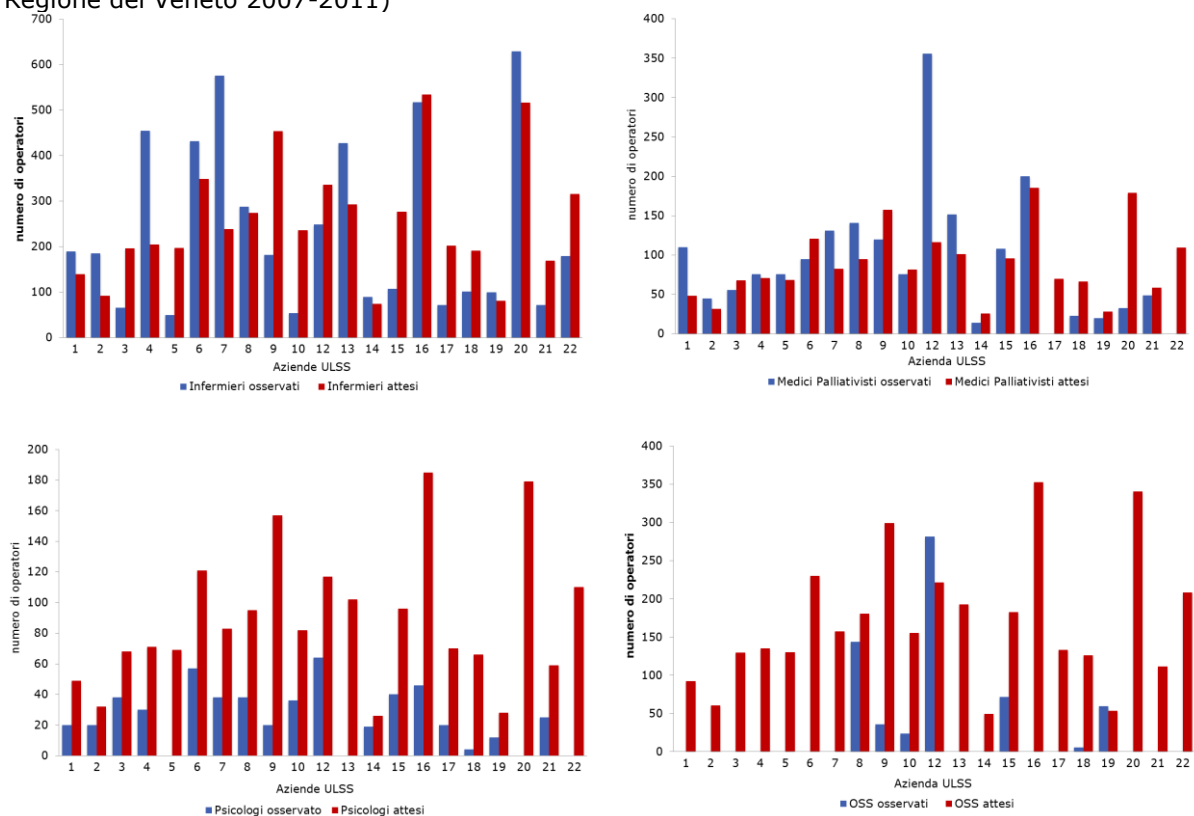 Regione del Veneto 2007-2011)
700
600
500
400
300
200
100
0
numero di operatori
1 2 3 4 5 6 7 8 9 10 12 13 14 15 16 17 18 19 20 21 22
Aziende ULSS
Infermieri osservati Infermieri attesi
400
350
300
250
200
150
100
50
0
numero di operatori
1 2 3 4 5 6 7 8 9 10 12 13 14 15 16 17 18 19 20 21 22
Azienda ULSS
Medici Palliativisti osservati Medici Palliativisti attesi
200
180
160
140
120
100
80
60
40
20
0
numero di operatori
1 2 3 4 5 6 7 8 9 10 12 13 14 15 16 17 18 19 20 21 22
Aziende ULSS
Psicologi osservato Psicologi attesi
400
350
300
250
200
150
100
50
0
numero di operatori
1 2 3 4 5 6 7 8 9 10 12 13 14 15 16 17 18 19 20 21 22
Azienda ULSS
OSS osservati OSS attesi